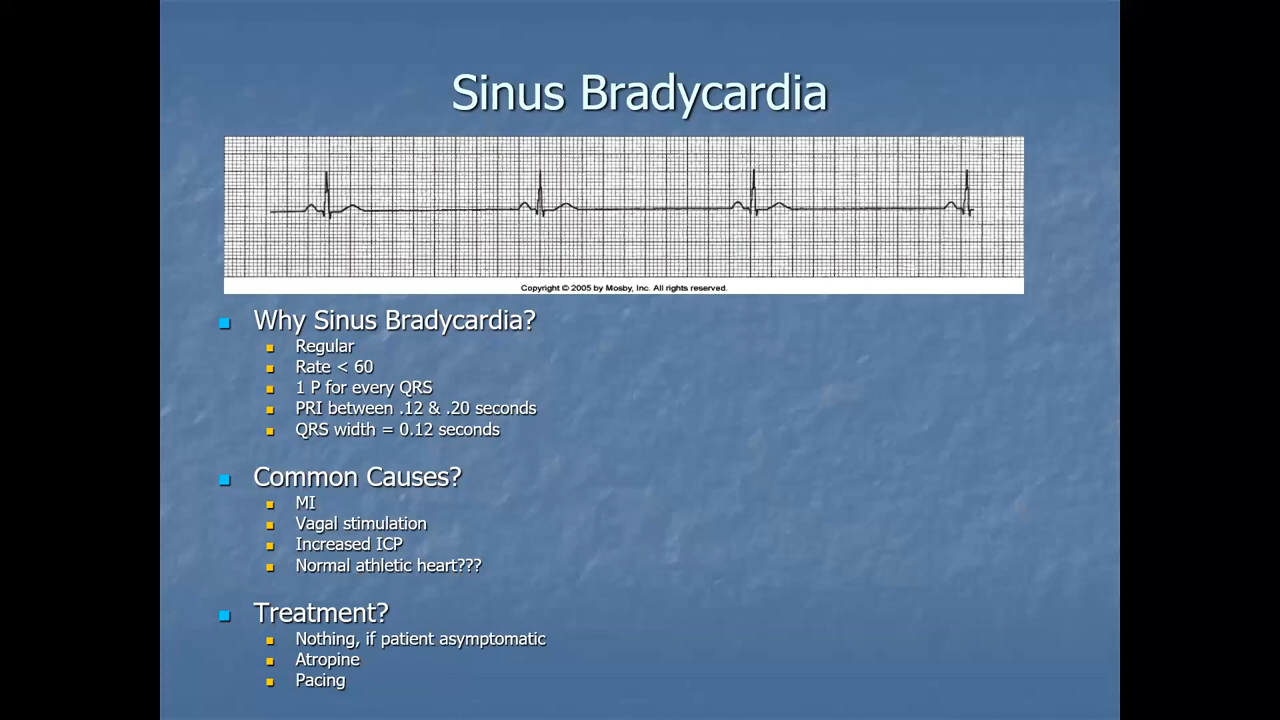 Sinus Bradycardia
Copyright © 2005 by Mosby, Inc. All rights reserved.
Why Sinus Bradycardia?
Regular
Rate < 60
1 P for every QRS
PRI between .12 & .20 seconds
QRS width = 0.12 seconds
Common Causes?
MI
Vagal stimulation
Increased ICP
Normal athletic heart???
Treatment?
Nothing, if patient asymptomatic
Atropine
Pacing